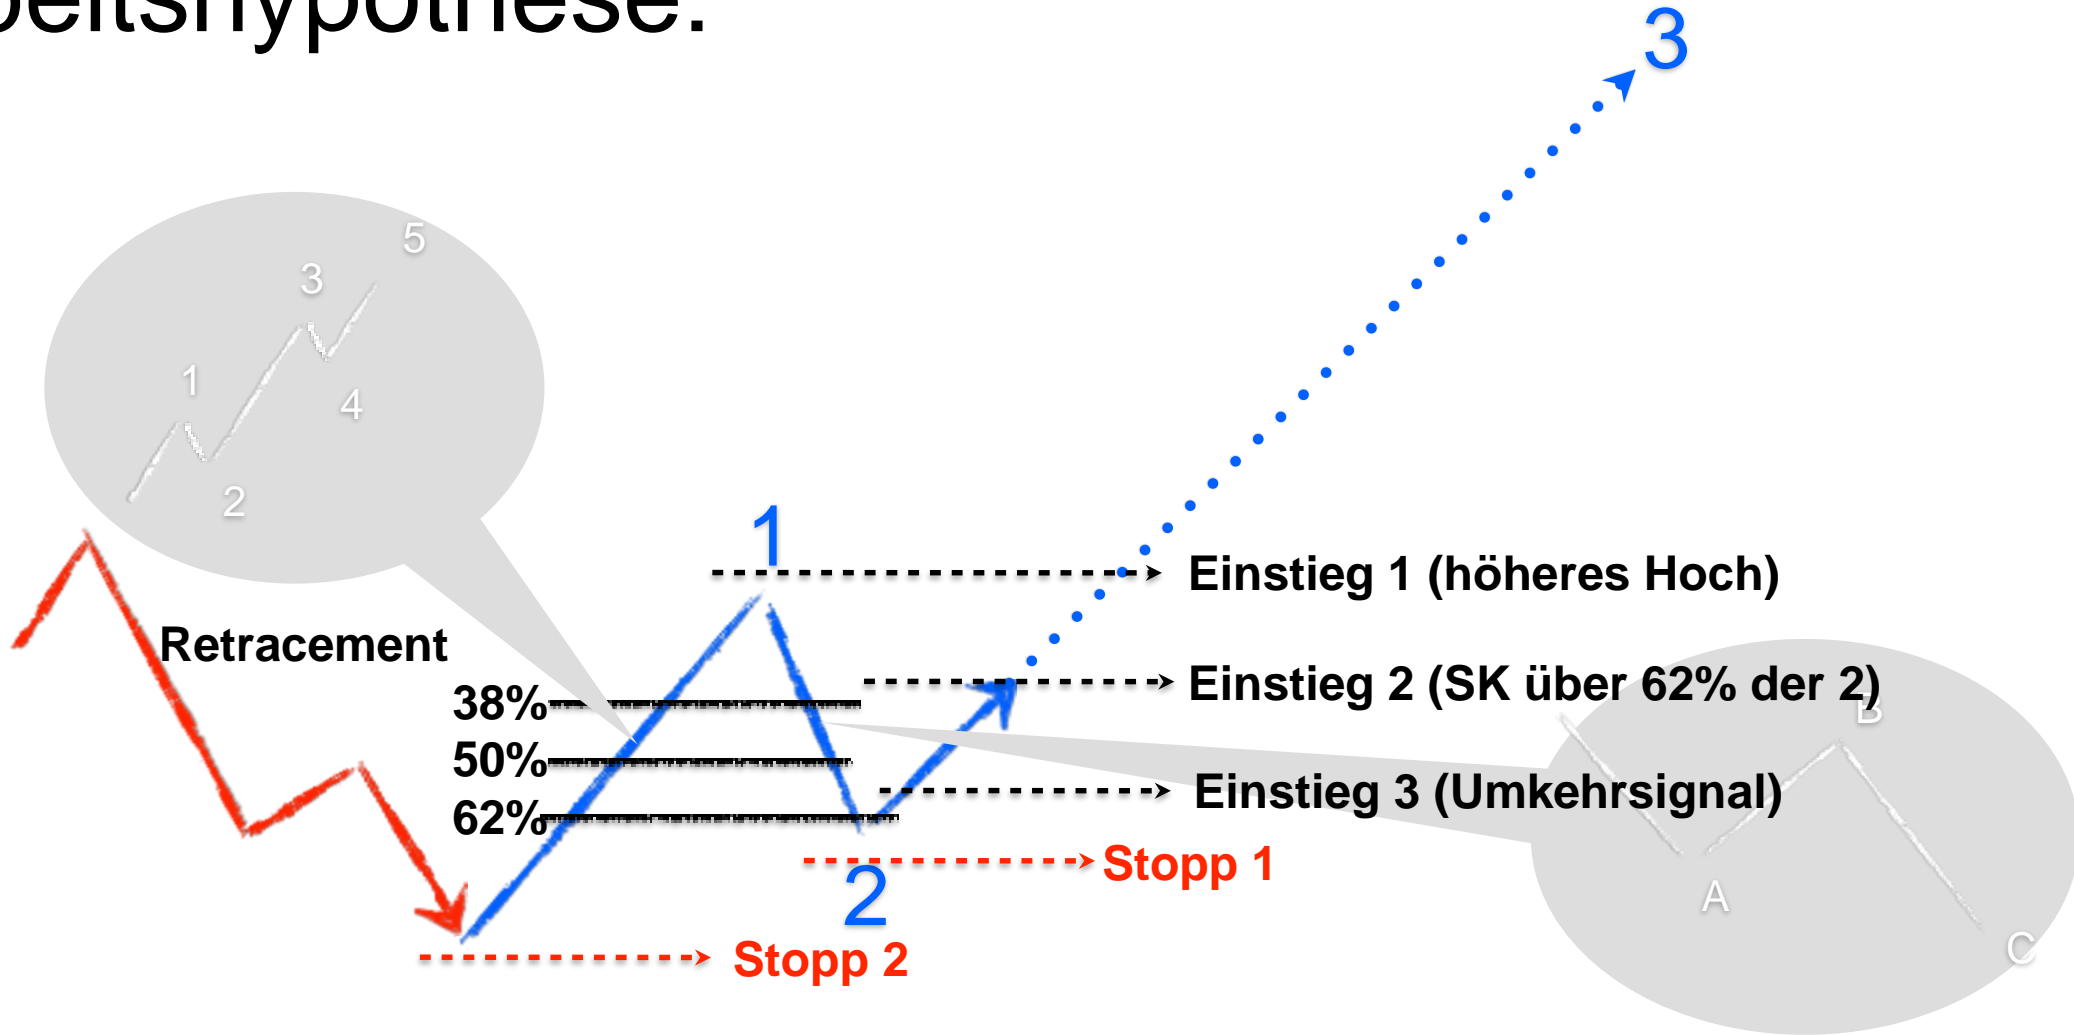 beitshypothese:
3
5
3
1
4
2
1
Einstieg 1 (höheres Hoch)
Retracement
38%
Einstieg 2 (SK über 62% der 2)
B
50%
Einstieg 3 (Umkehrsignal)
62%
Stopp 1
2
A
Stopp 2
C